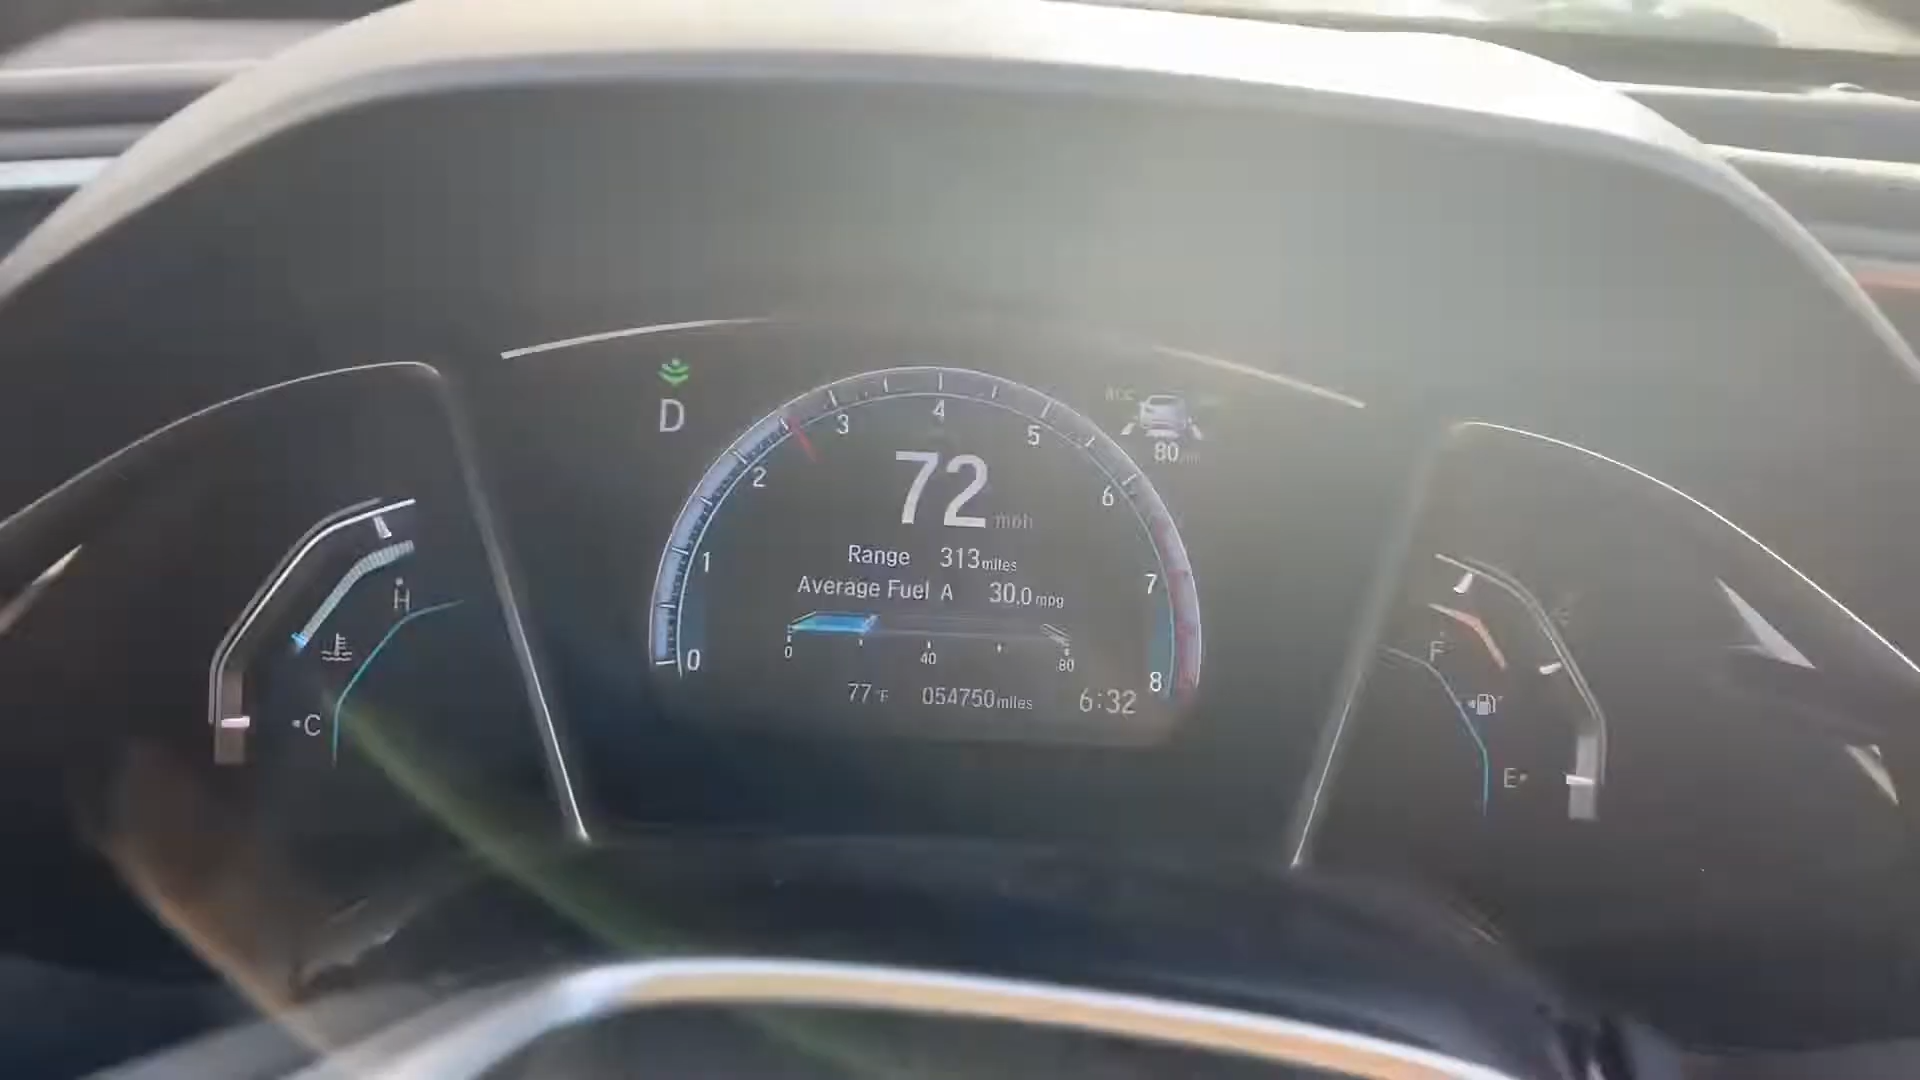 D
0
1
2
3
4
5
6
7
8
ACC
80
72 mph
Range 313 miles
Average Fuel A 30.0 mpg
0 40 80
77 °F 054750 miles 6:32
H
C
F
E